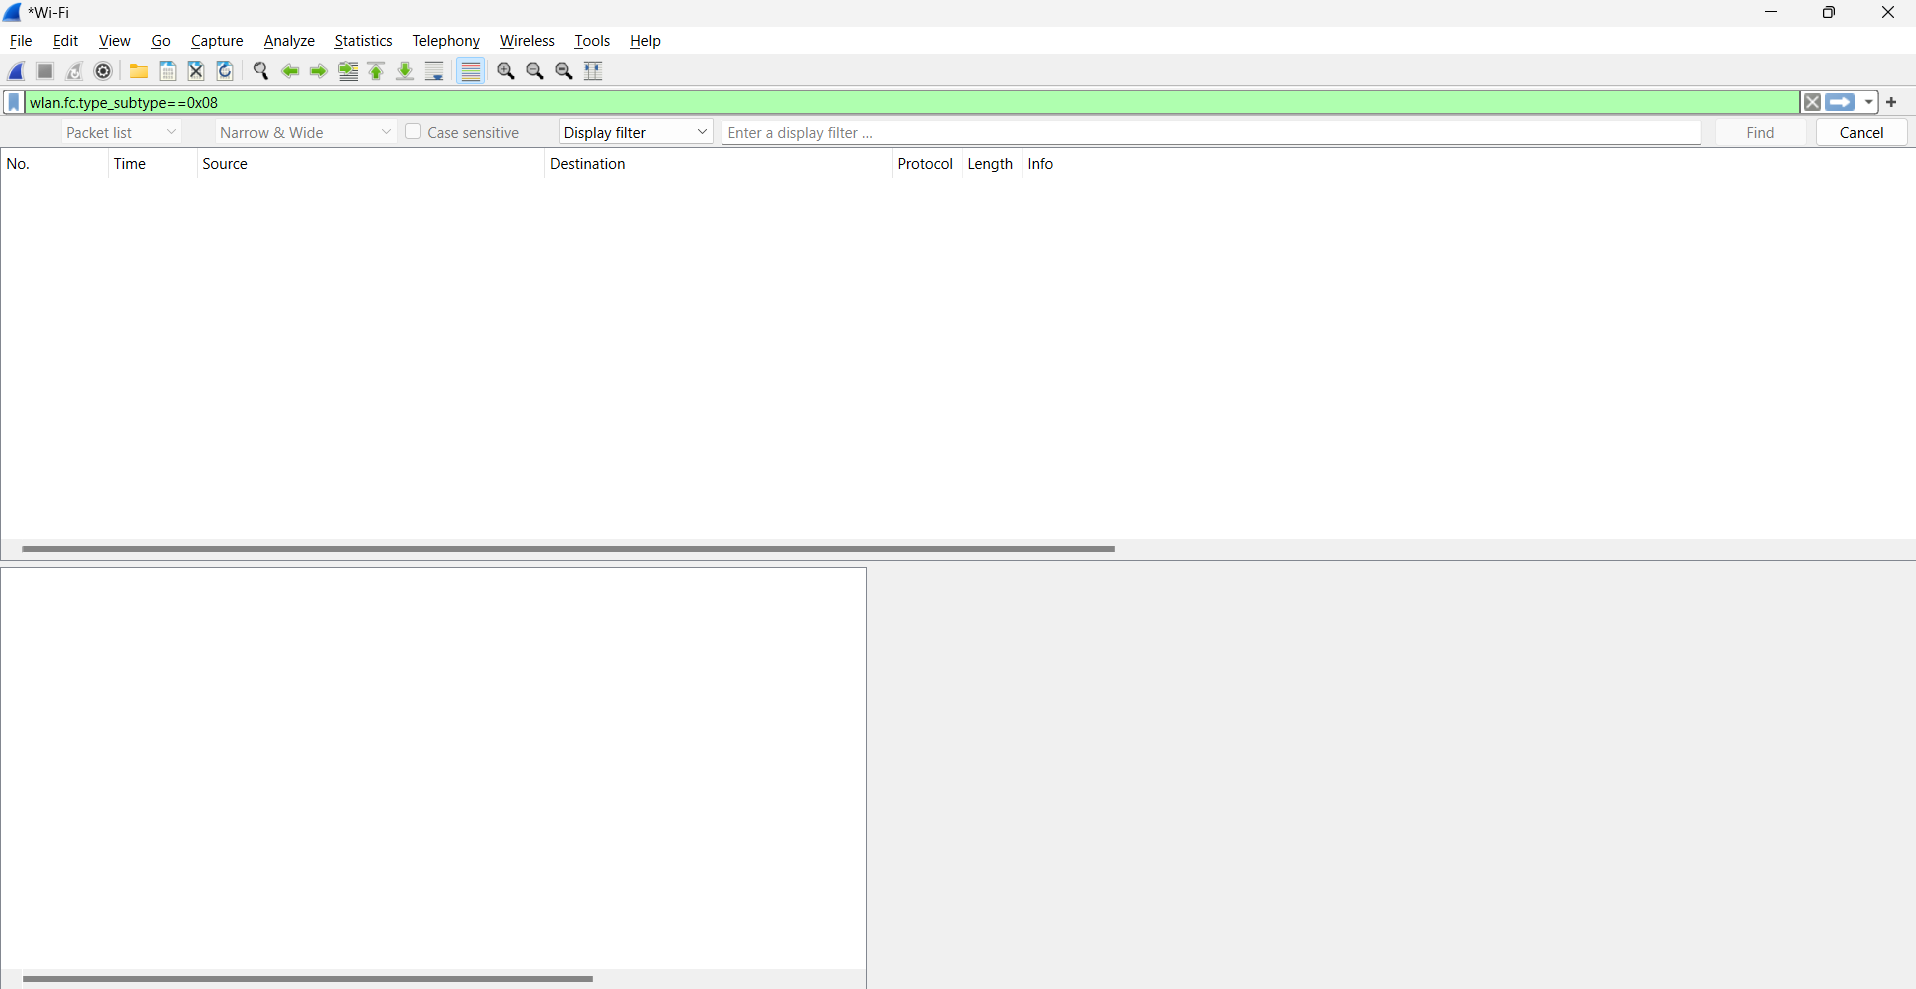 *Wi-Fi
File Edit View Go Capture Analyze Statistics Telephony Wireless Tools Help
wlan.fc.type_subtype==0x08
Packet list Narrow & Wide Case sensitive Display filter Enter a display filter ... Find Cancel
No. Time Source Destination Protocol Length Info